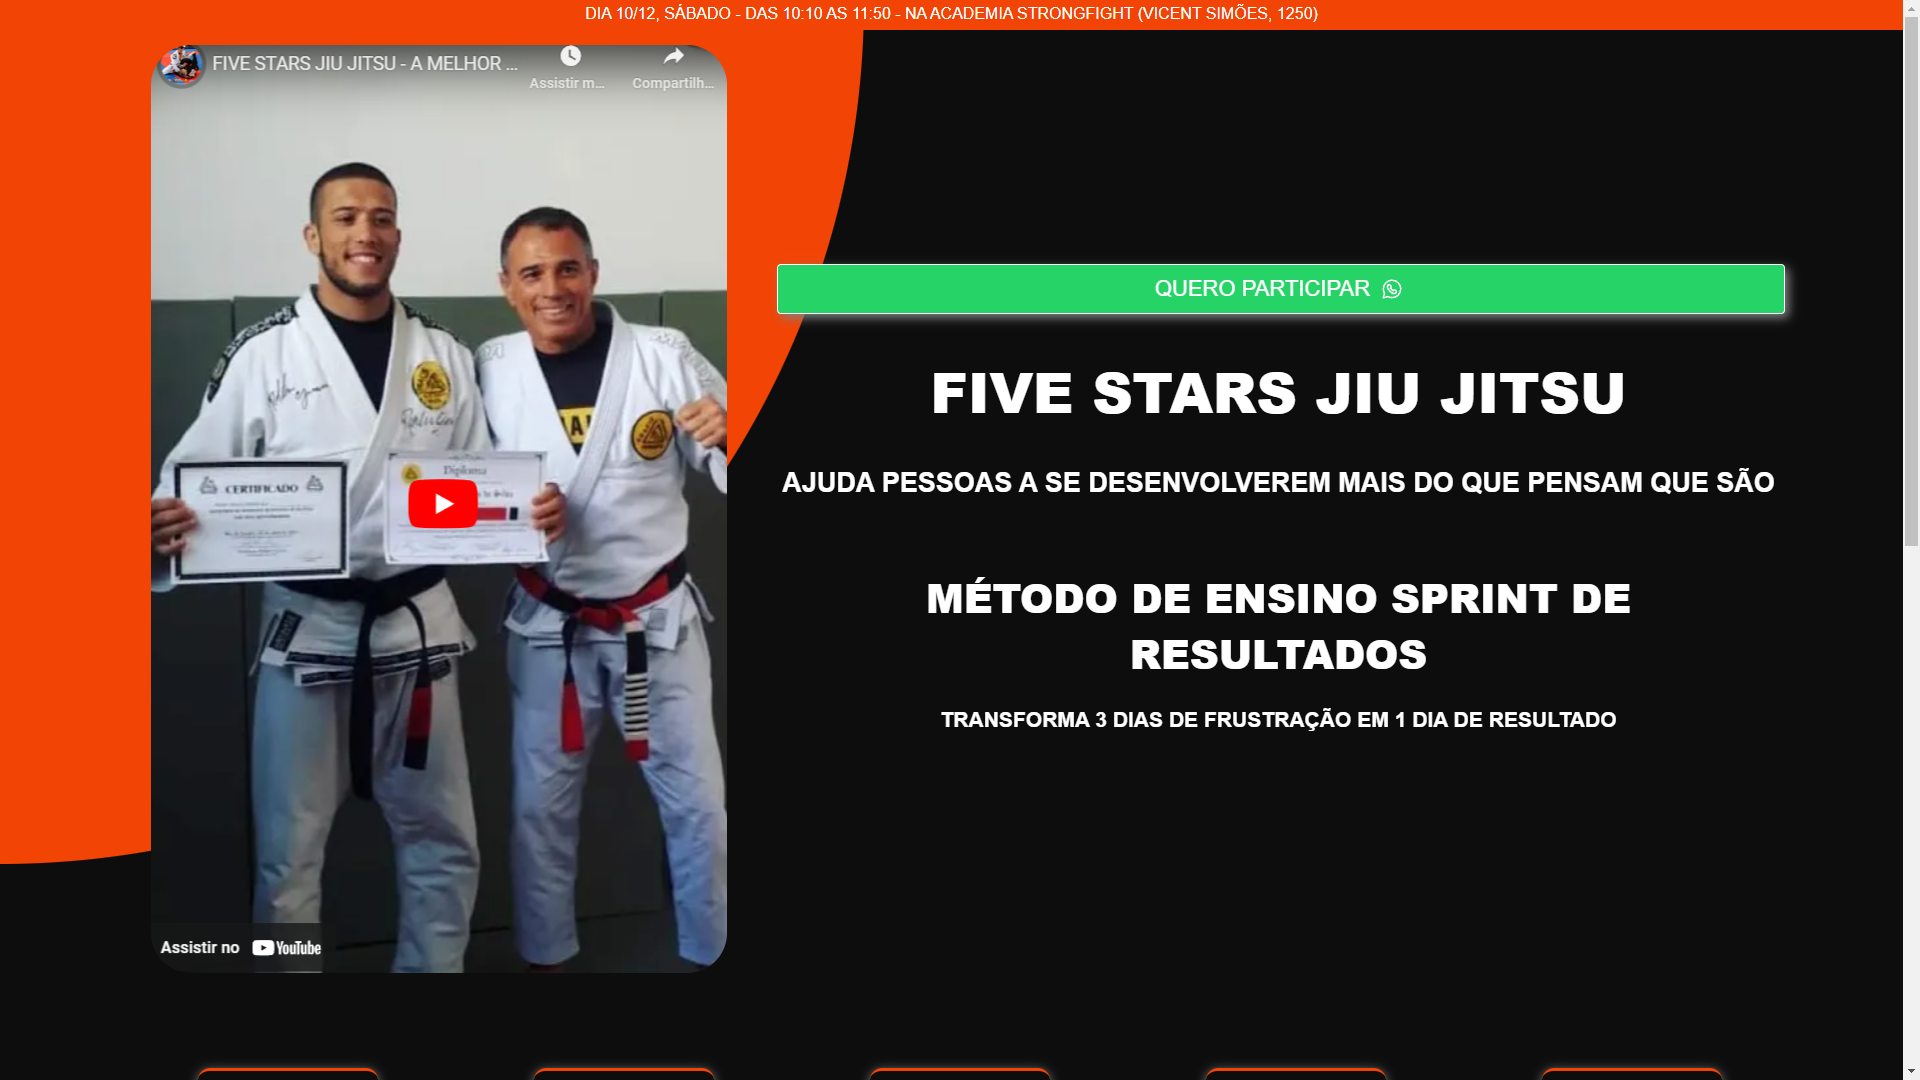 DIA 10/12, SÁBADO - DAS 10:10 AS 11:50 - NA ACADEMIA STRONGFIGHT (VICENT SIMÕES, 1250)
FIVE STARS JIU JITSU - A MELHOR ...
Assistir m...
Compartilh...
CERTIFICADO
Diploma
Assistir no YouTube
QUERO PARTICIPAR
FIVE STARS JIU JITSU
AJUDA PESSOAS A SE DESENVOLVEREM MAIS DO QUE PENSAM QUE SÃO
MÉTODO DE ENSINO SPRINT DE
RESULTADOS
TRANSFORMA 3 DIAS DE FRUSTRAÇÃO EM 1 DIA DE RESULTADO